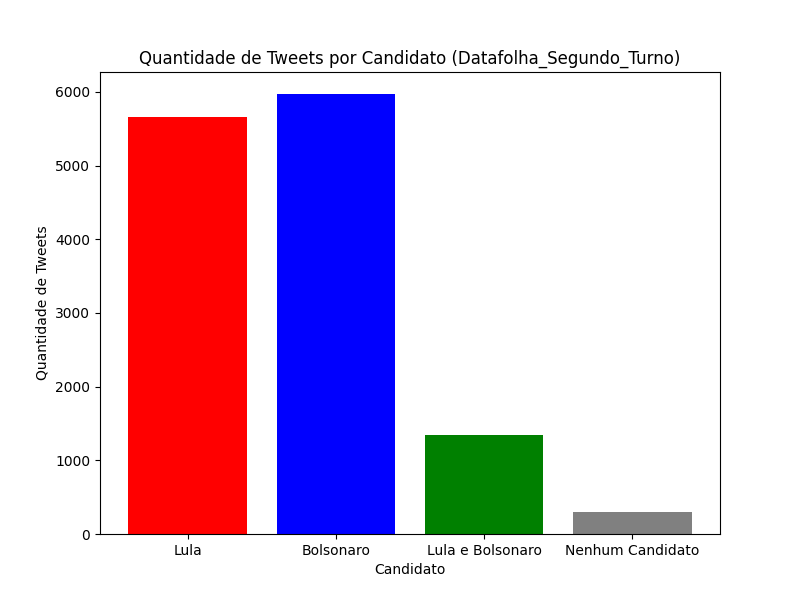 Quantidade de Tweets por Candidato (Datafolha_Segundo_Turno)
Quantidade de Tweets
6000
5000
4000
3000
2000
1000
0
Lula
Bolsonaro
Lula e Bolsonaro
Nenhum Candidato
Candidato